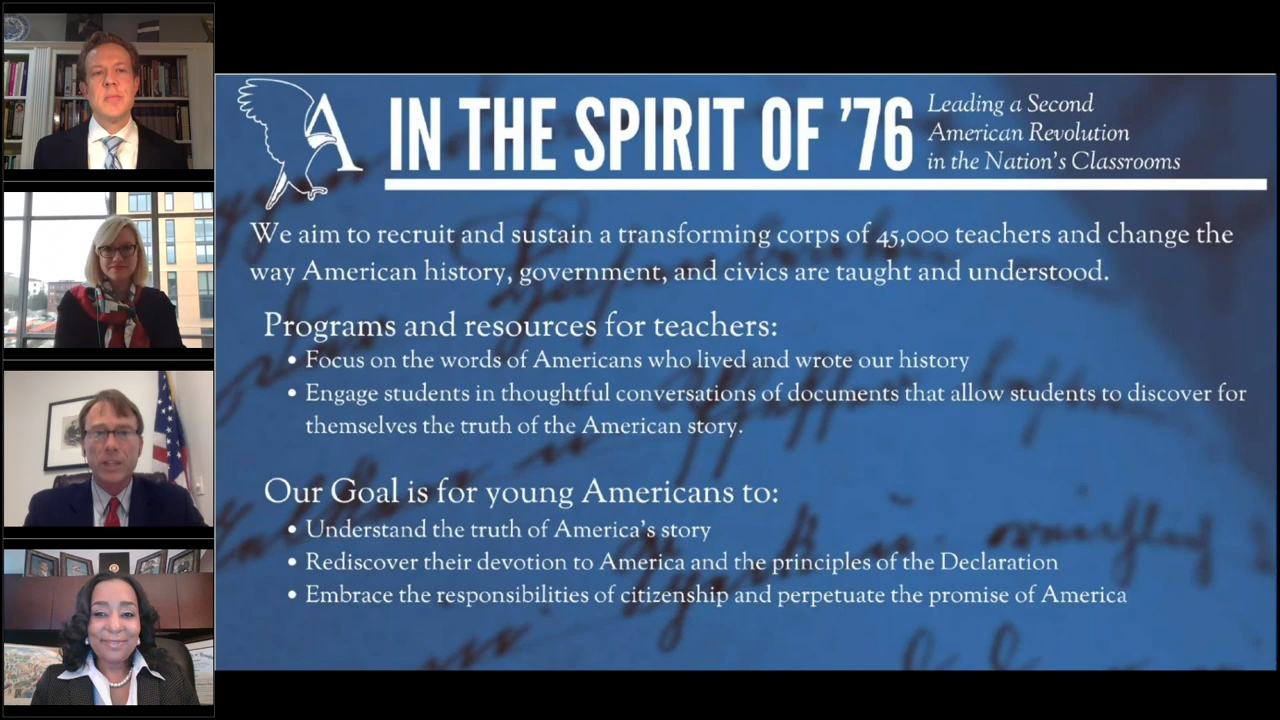 A
IN THE SPIRIT OF ’76
Leading a Second
American Revolution
in the Nation's Classrooms
We aim to recruit and sustain a transforming corps of 45,000 teachers and change the
way American history, government, and civics are taught and understood.
Programs and resources for teachers:
• Focus on the words of Americans who lived and wrote our history
• Engage students in thoughtful conversations of documents that allow students to discover for
themselves the truth of the American story.
Our Goal is for young Americans to:
• Understand the truth of America's story
• Rediscover their devotion to America and the principles of the Declaration
• Embrace the responsibilities of citizenship and perpetuate the promise of America